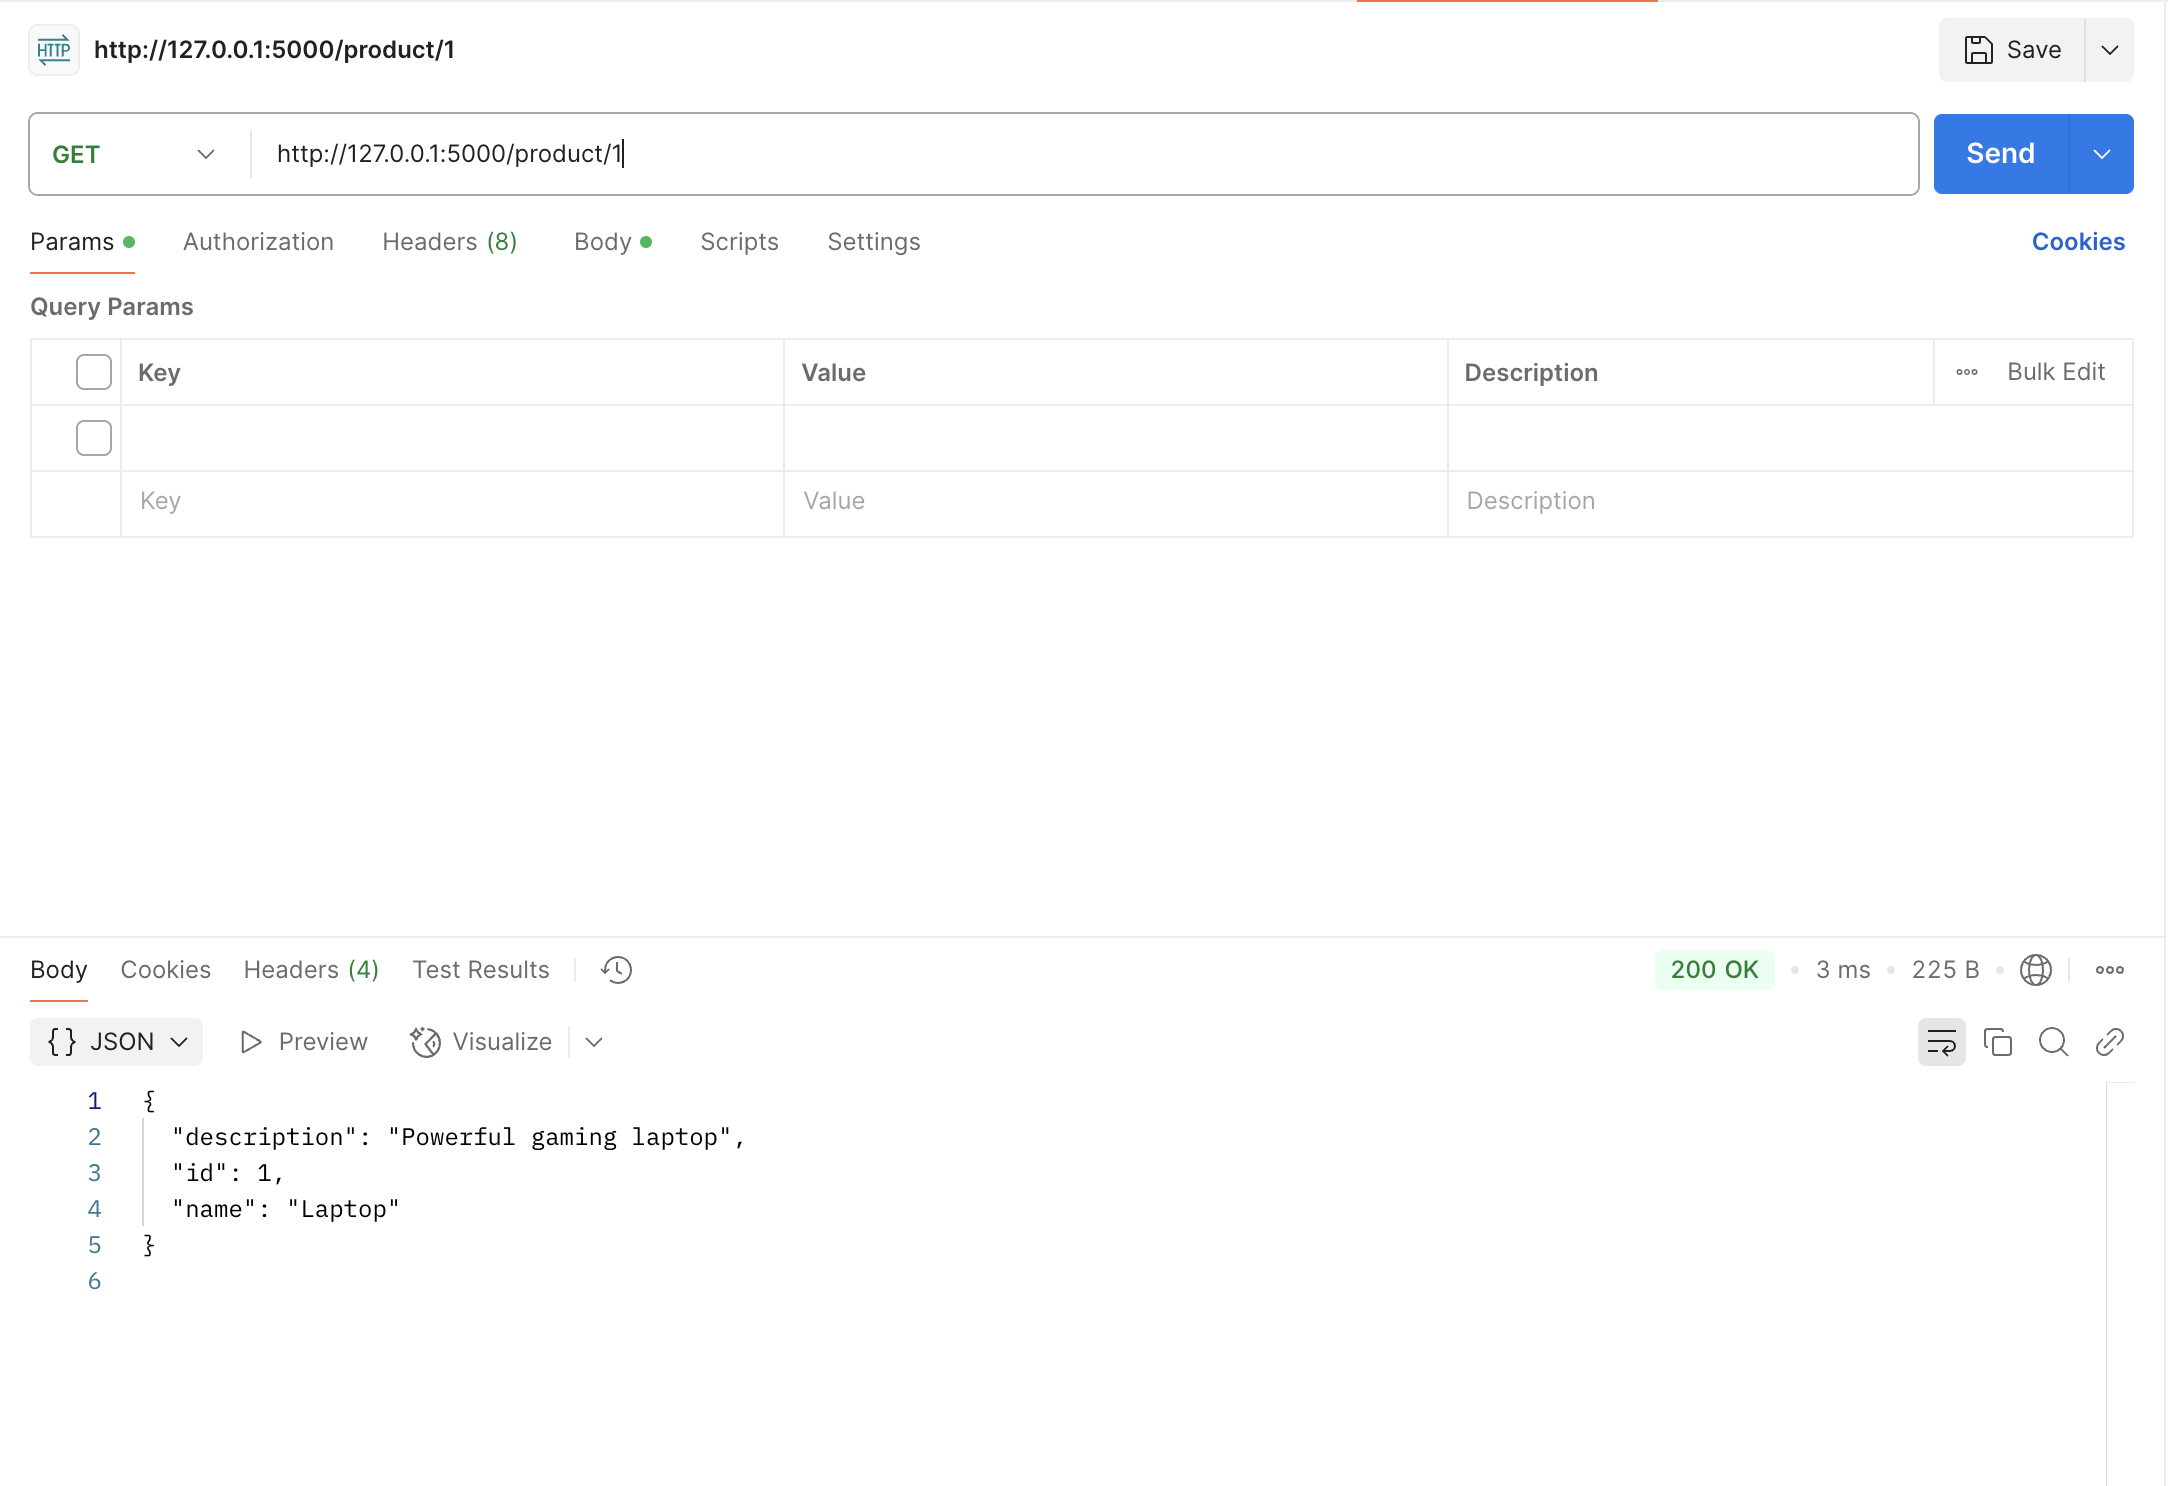 HTTP http://127.0.0.1:5000/product/1 Save
GET http://127.0.0.1:5000/product/1 Send
Params Authorization Headers (8) Body Scripts Settings Cookies
Query Params
Key Value Description Bulk Edit
Key Value Description
Body Cookies Headers (4) Test Results 200 OK 3 ms 225 B
{} JSON Preview Visualize
1 {
2 "description": "Powerful gaming laptop",
3 "id": 1,
4 "name": "Laptop"
5 }
6